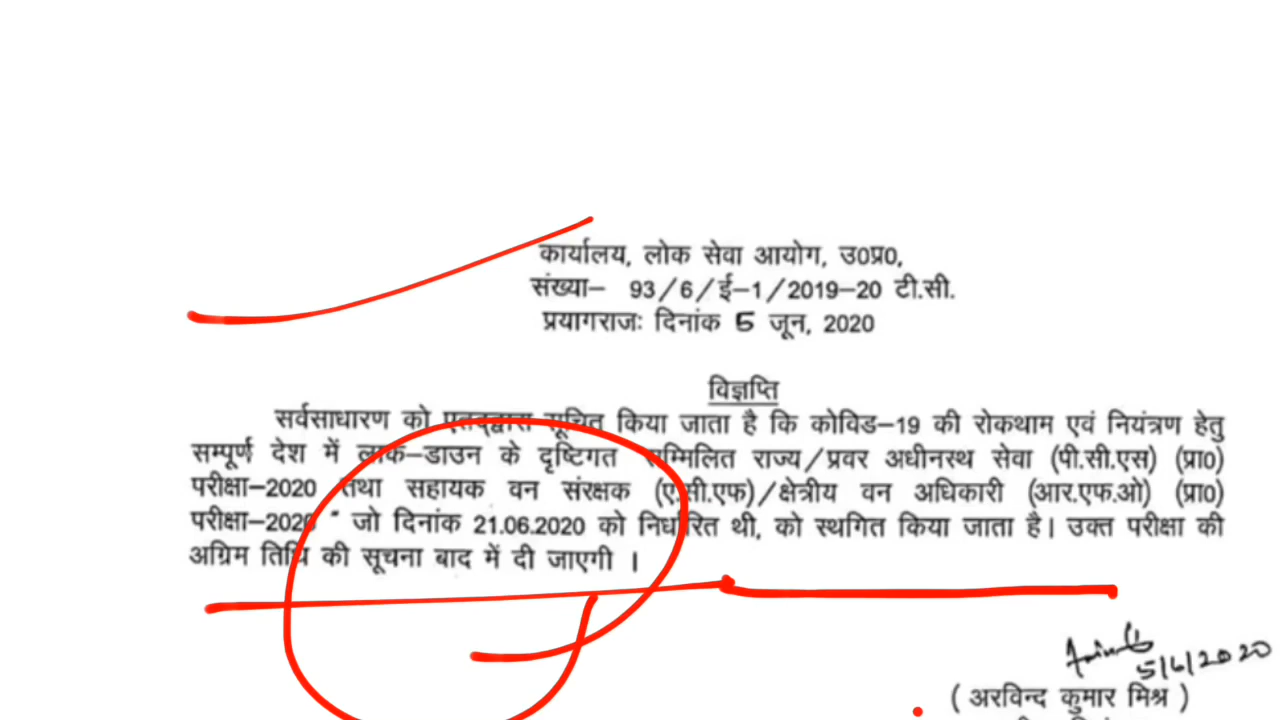 कार्यालय, लोक सेवा आयोग, उ0प्र0,
संख्या- 93/6/ई-1/2019-20 टी.सी.
प्रयागराजः दिनांक 5 जून, 2020
विज्ञप्ति
सर्वसाधारण को एतद्द्वारा सूचित किया जाता है कि कोविड-19 की रोकथाम एवं नियंत्रण हेतु
सम्पूर्ण देश में लाक-डाउन के दृष्टिगत सम्मिलित राज्य/प्रवर अधीनस्थ सेवा (पी.सी.एस) (प्रा0)
परीक्षा-2020 तथा सहायक वन संरक्षक (ए.सी.एफ)/क्षेत्रीय वन अधिकारी (आर.एफ.ओ) (प्रा0)
परीक्षा-2020 " जो दिनांक 21.06.2020 को निर्धारित थी, को स्थगित किया जाता है। उक्त परीक्षा की
अग्रिम तिथि की सूचना बाद में दी जाएगी ।
5/6/2020
( अरविन्द कुमार मिश्र )